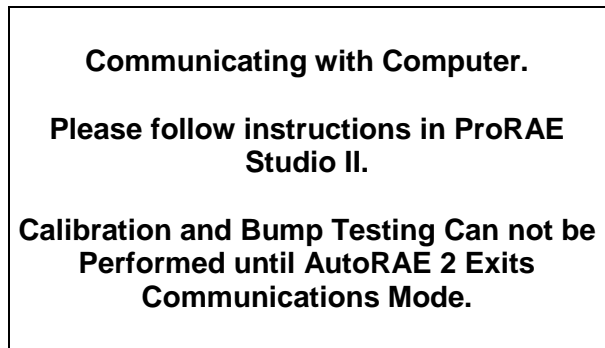 Communicating with Computer.
Please follow instructions in ProRAE
Studio II.
Calibration and Bump Testing Can not be
Performed until AutoRAE 2 Exits
Communications Mode.